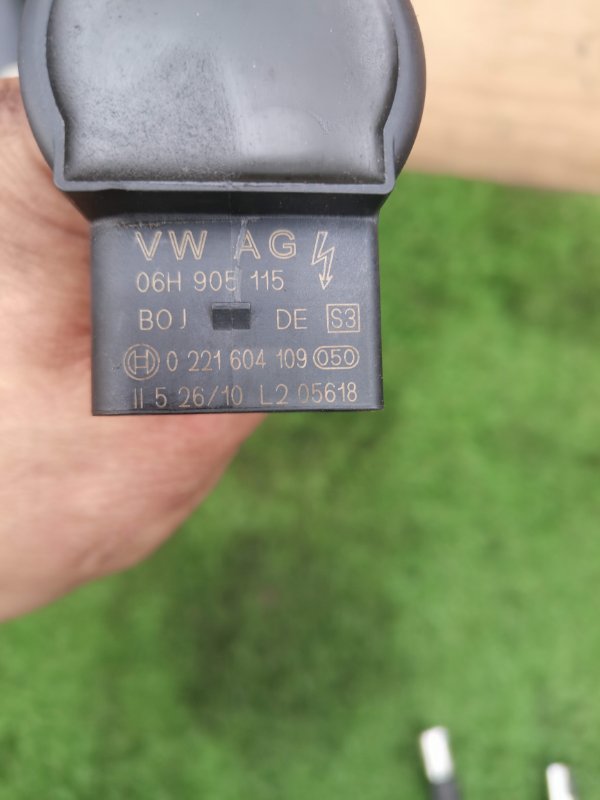 VW AG
06H 905 115
BOJ DE S3
H 0 221 604 109 050
II 5 26/10 L2 05618